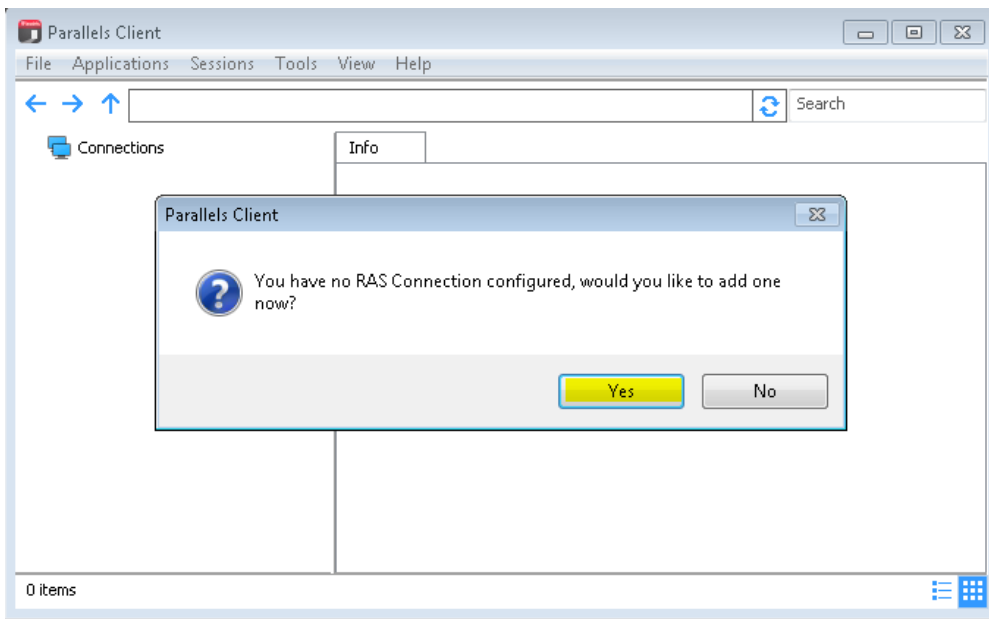 Parallels Client
File Applications Sessions Tools View Help
Search
Connections
Info
Parallels Client
You have no RAS Connection configured, would you like to add one
now?
Yes No
0 items